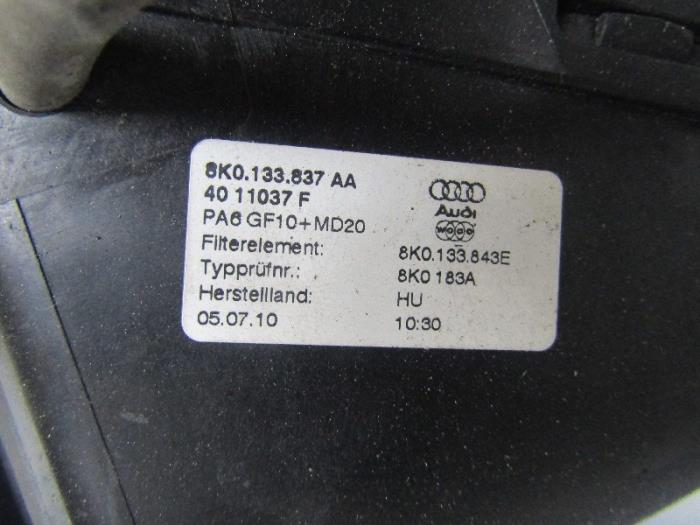 8K0.133.837 AA
40 11037 F
Audi
PA6 GF10+MD20
WOCO
Filterelement: 8K0.133.843E
Typprüfnr.: 8K0 183A
Herstellland: HU
05.07.10 10:30